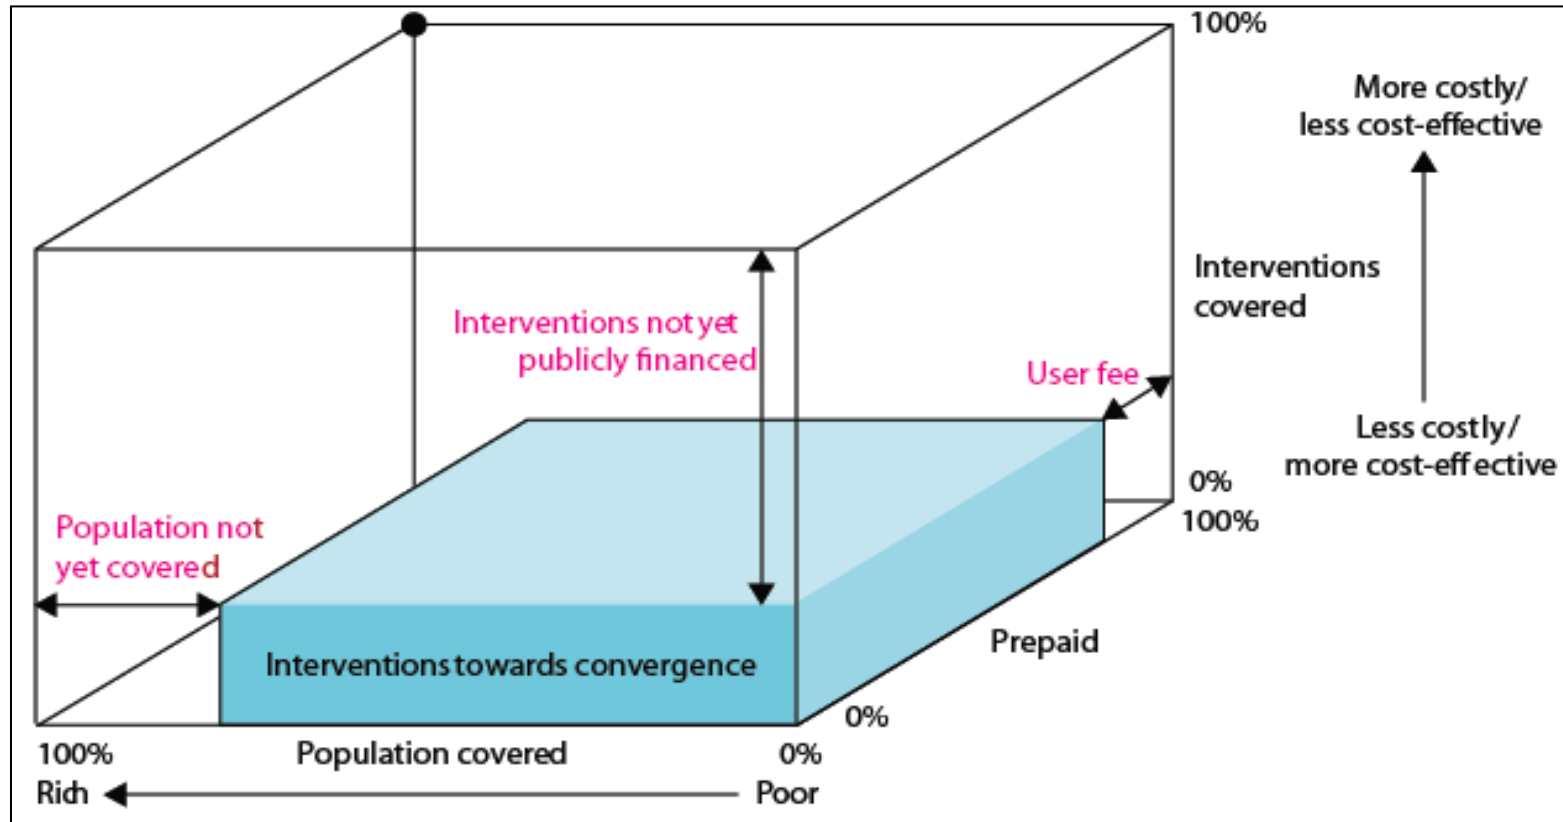 100%
More costly/
less cost-effective
Interventions
covered
Interventions not yet
publicly financed
User fee
Less costly/
more cost-effective
0%
100%
Population not
yet covered
Prepaid
Interventions towards convergence
0%
100%
Population covered
0%
Rich
Poor